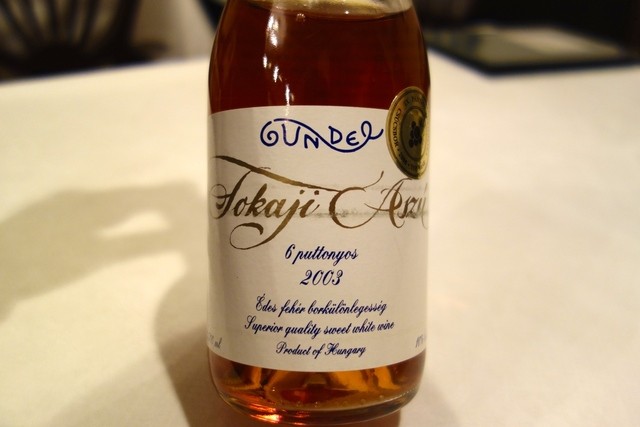 GUNDEL
Tokaji Aszú
6 puttonyos
2003
Édes fehér borkülönlegesség
Superior quality sweet white wine
Product of Hungary